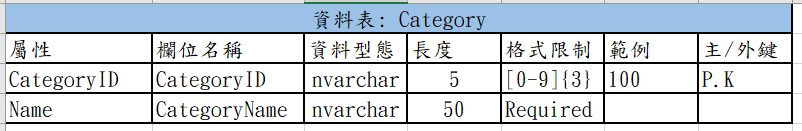 資料表: Category
屬性 欄位名稱 資料型態 長度 格式限制 範例 主/外鍵
CategoryID CategoryID nvarchar 5 [0-9]{3} 100 P.K
Name CategoryName nvarchar 50 Required